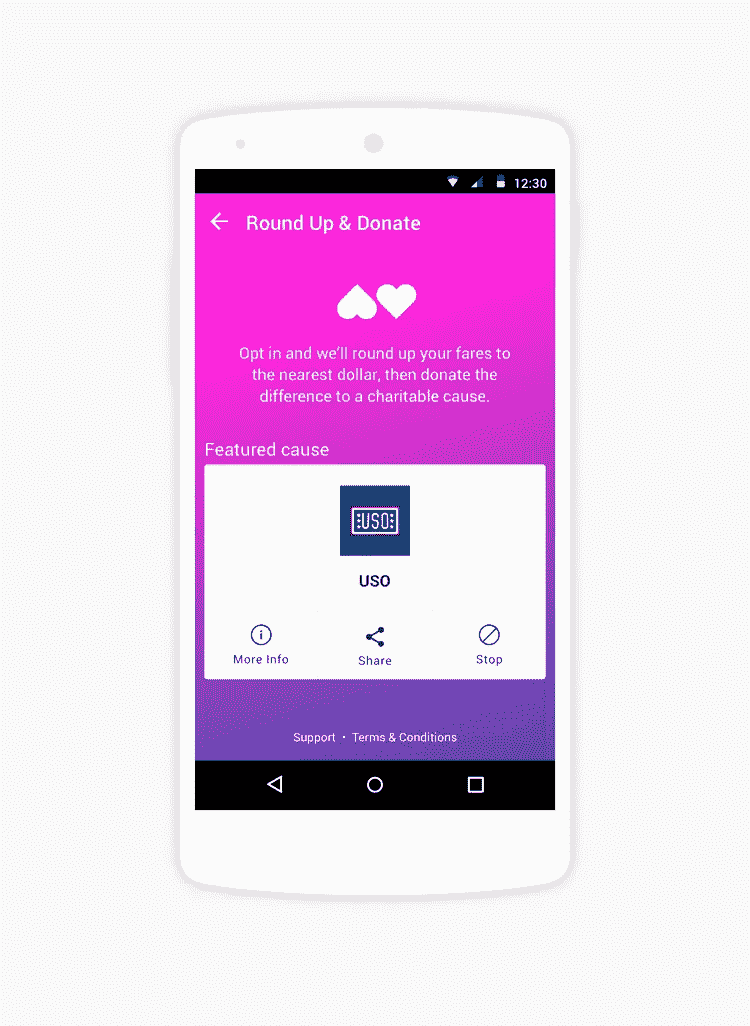 12:30
Round Up & Donate
Opt in and we'll round up your fares to
the nearest dollar, then donate the
difference to a charitable cause.
Featured cause
USO
USO
More Info
Share
Stop
Support • Terms & Conditions